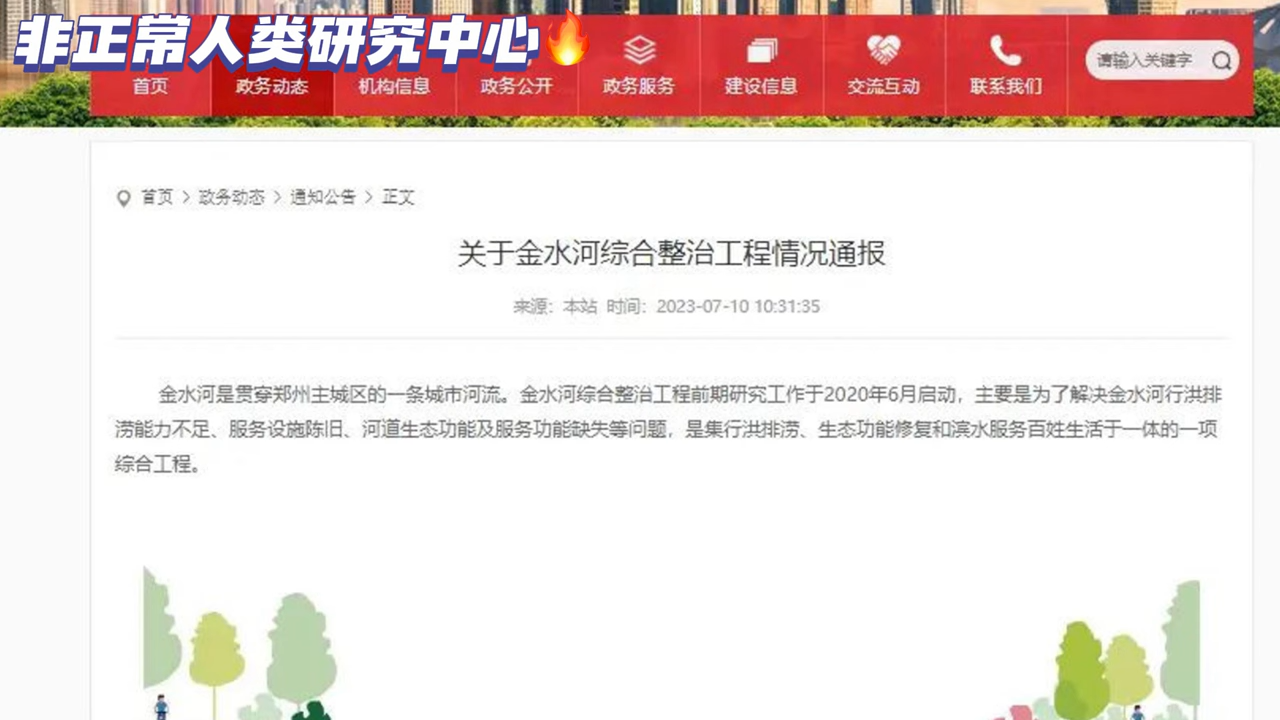 非正常人类研究中心🔥
首页 政务动态 机构信息 政务公开 政务服务 建设信息 交流互动 联系我们
请输入关键字
首页 > 政务动态 > 通知公告 > 正文
关于金水河综合整治工程情况通报
来源：本站 时间：2023-07-10 10:31:35
金水河是贯穿郑州主城区的一条城市河流。金水河综合整治工程前期研究工作于2020年6月启动，主要是为了解决金水河行洪排
涝能力不足、服务设施陈旧、河道生态功能及服务功能缺失等问题，是集行洪排涝、生态功能修复和滨水服务百姓生活于一体的一项
综合工程。